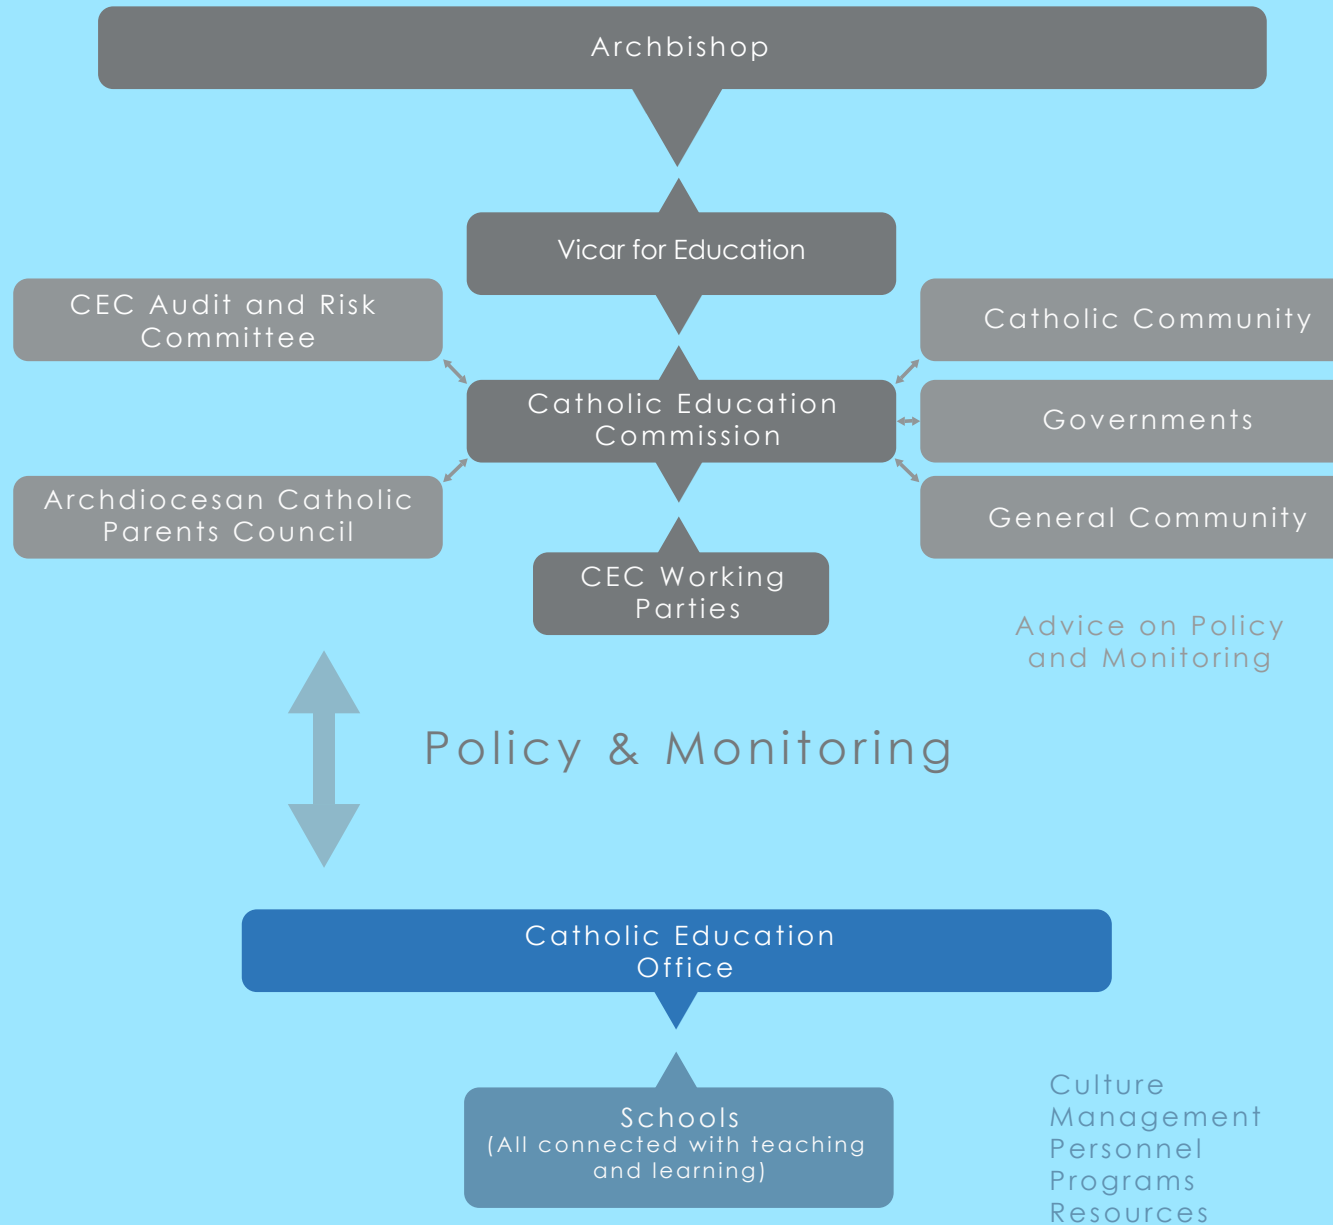 Archbishop
Vicar for Education
CEC Audit and Risk
Committee
Catholic Community
Catholic Education
Commission
Governments
Archdiocesan Catholic
Parents Council
General Community
CEC Working
Parties
Advice on Policy
and Monitoring
Policy & Monitoring
Catholic Education
Office
Schools
(All connected with teaching
and learning)
Culture
Management
Personnel
Programs
Resources